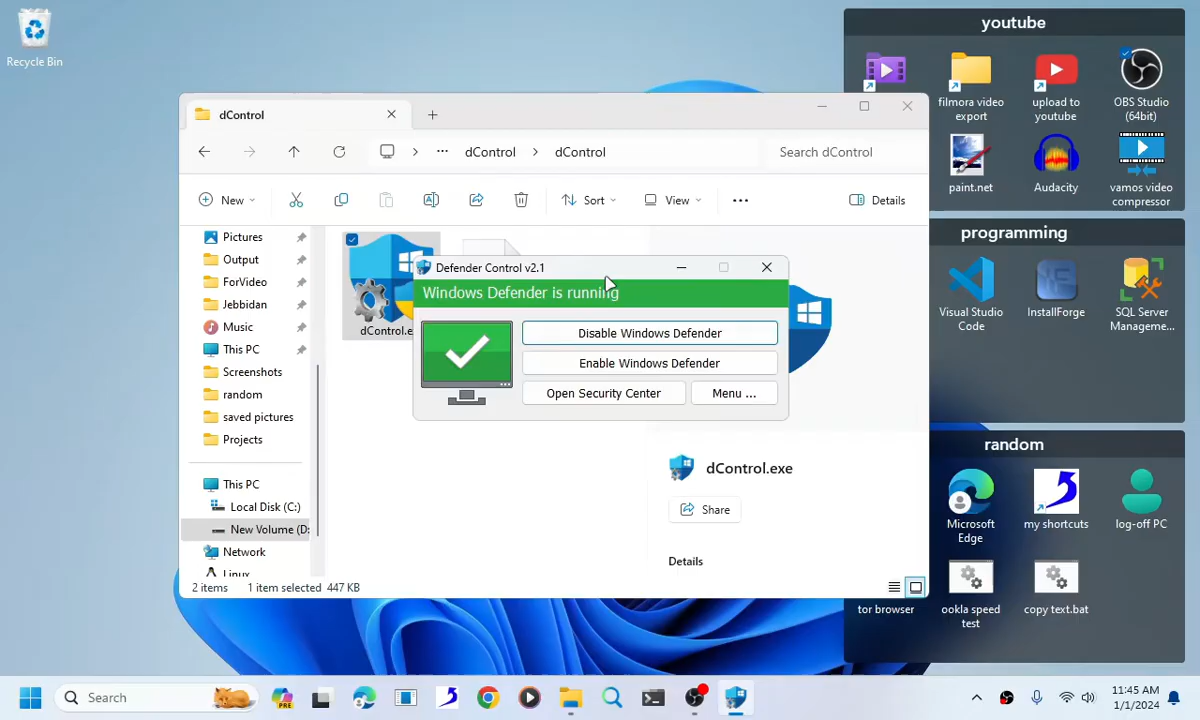 Recycle Bin
youtube
filmora video
export
upload to
youtube
OBS Studio
(64bit)
paint.net
Audacity
vamos video
compressor
programming
Visual Studio
Code
InstallForge
SQL Server
Manageme...
random
Microsoft
Edge
my shortcuts
log-off PC
tor browser
ookla speed
test
copy text.bat
dControl
dControl
dControl
Search dControl
New
Sort
View
Details
Pictures
Output
ForVideo
Jebbidan
Music
This PC
Screenshots
random
saved pictures
Projects
This PC
Local Disk (C:)
New Volume (D:
Network
Linux
dControl.e
Defender Control v2.1
Windows Defender is running
Disable Windows Defender
Enable Windows Defender
Open Security Center
Menu ...
dControl.exe
Share
Details
2 items
1 item selected 447 KB
Search
PRE
11:45 AM
1/1/2024